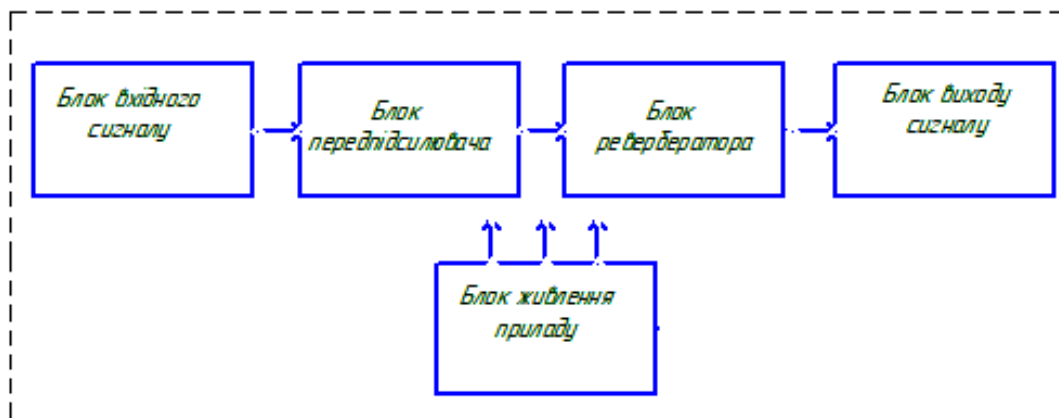 Блок вхідного
сигналу
Блок
передпідсилювача
Блок
ревербератора
Блок виходу
сигналу
Блок живлення
приладу